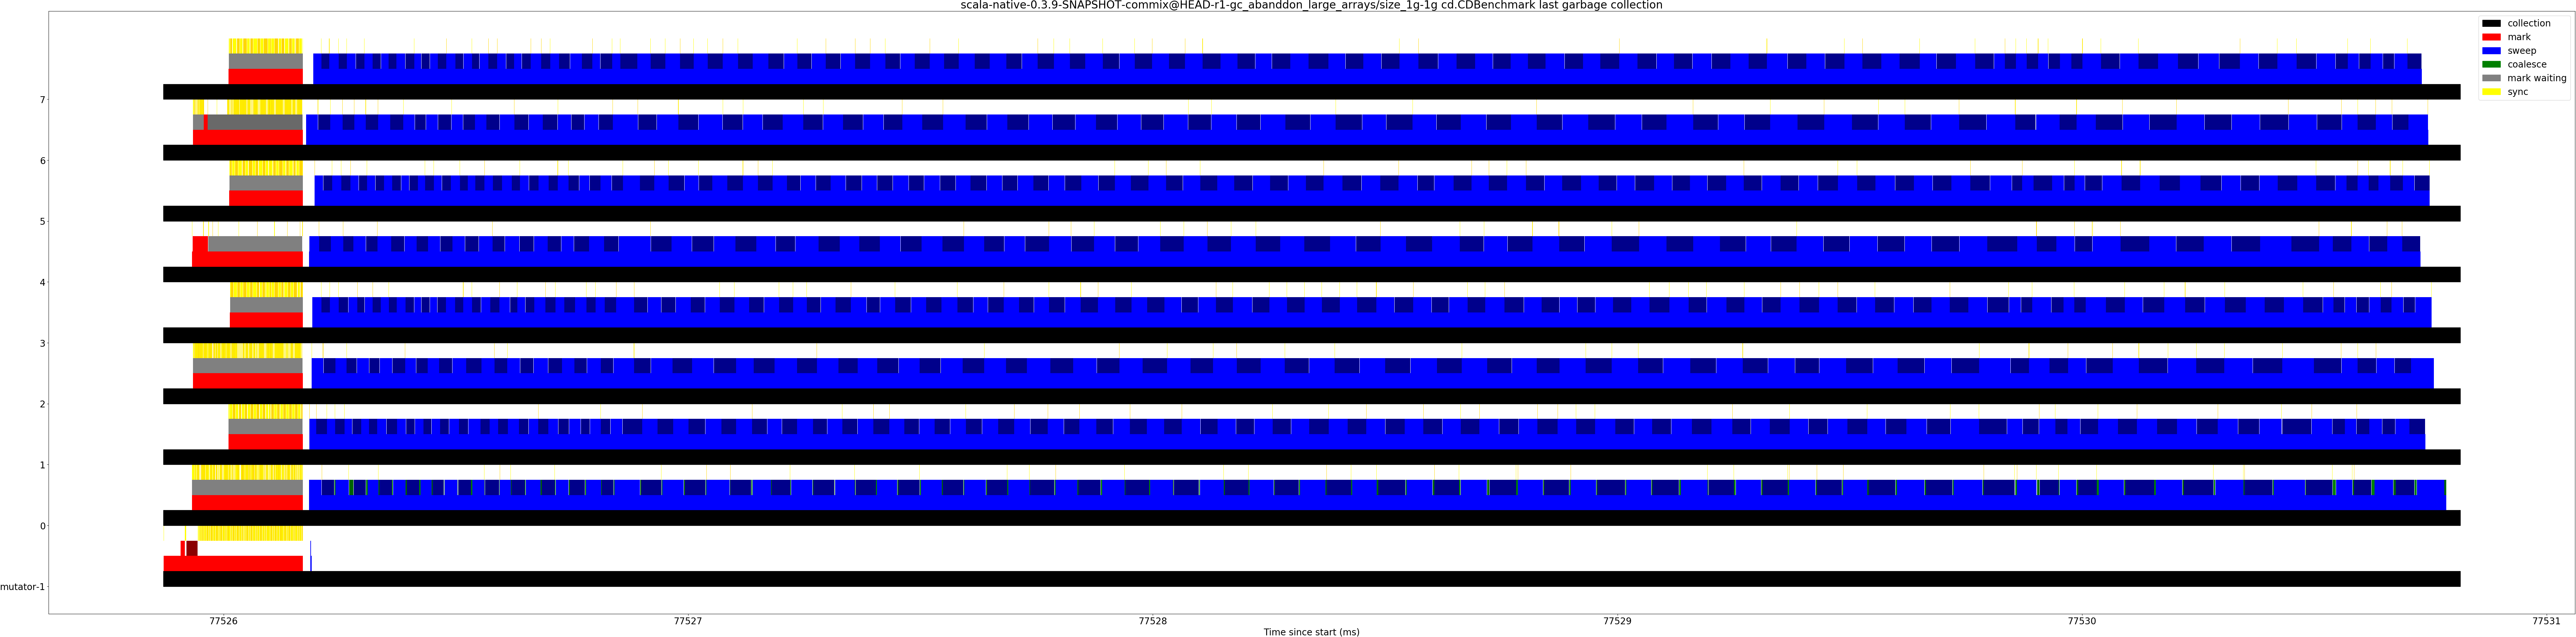 scala-native-0.3.9-SNAPSHOT-commix@HEAD-r1-gc_abanddon_large_arrays/size_1g-1g cd.CDBenchmark last garbage collection
collection
mark
sweep
coalesce
mark waiting
sync
7
6
5
4
3
2
1
0
mutator-1
77526 77527 77528 77529 77530 77531
Time since start (ms)